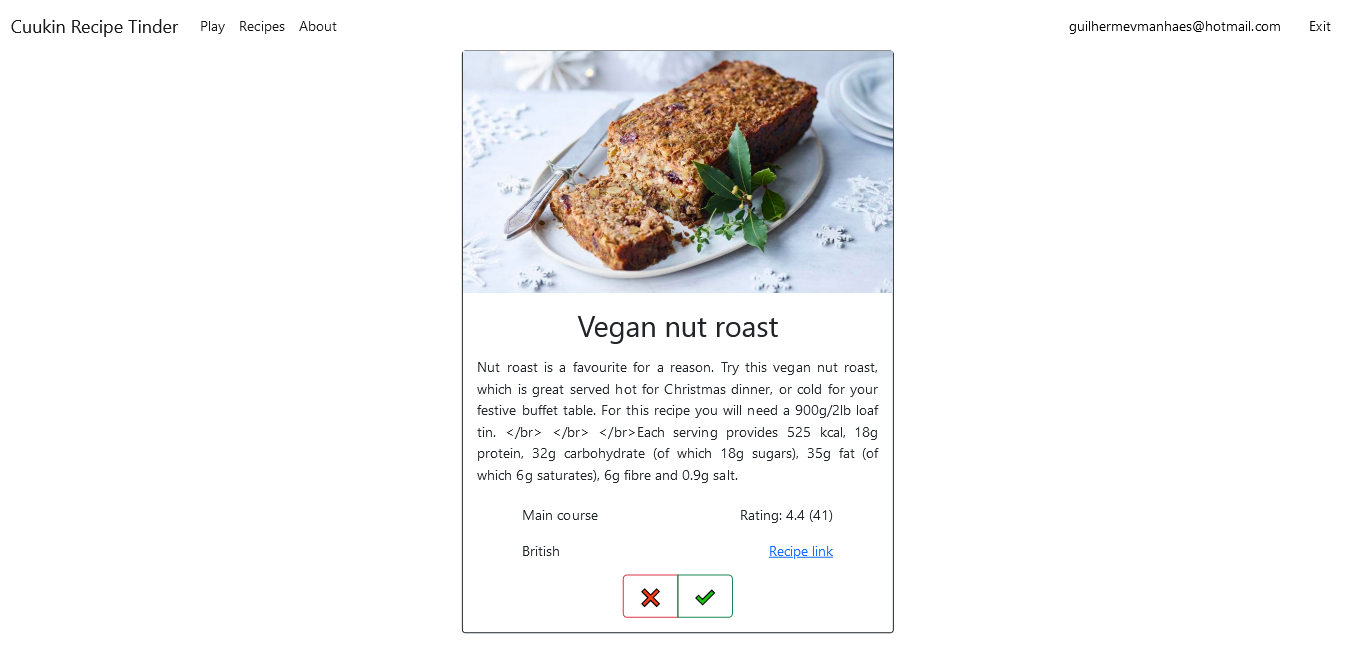 Cuukin Recipe Tinder Play Recipes About guilhermevmanhaes@hotmail.com Exit
Vegan nut roast
Nut roast is a favourite for a reason. Try this vegan nut roast,
which is great served hot for Christmas dinner, or cold for your
festive buffet table. For this recipe you will need a 900g/2lb loaf
tin. </br> </br> </br>Each serving provides 525 kcal, 18g
protein, 32g carbohydrate (of which 18g sugars), 35g fat (of
which 6g saturates), 6g fibre and 0.9g salt.
Main course Rating: 4.4 (41)
British Recipe link